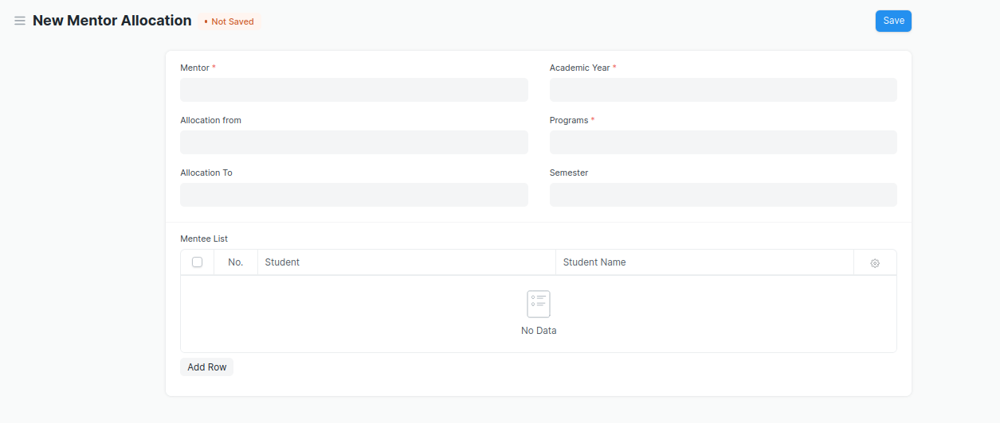 New Mentor Allocation • Not Saved Save
Mentor * Academic Year *
Allocation from Programs *
Allocation To Semester
Mentee List
No. Student Student Name
No Data
Add Row